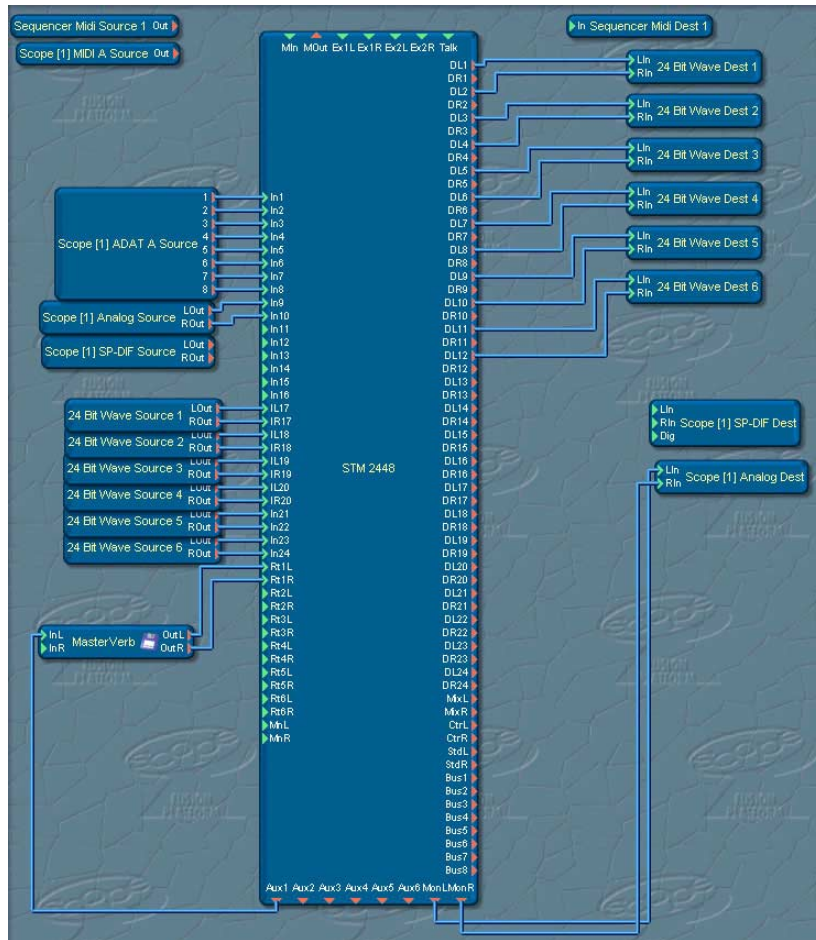 Sequencer Midi Source 1 Out
In Sequencer Midi Dest 1
Scope [1] MIDI A Source Out
MIn MOut Ex1L Ex1R Ex2L Ex2R Talk
DL1
DR1
DL2
DR2
DL3
DR3
DL4
DR4
DL5
DR5
DL6
DR6
DL7
DR7
DL8
DR8
DL9
DR9
DL10
DR10
DL11
DR11
DL12
DR12
DL13
DR13
DL14
DR14
DL15
DR15
DL16
DR16
DL17
DR17
DL18
DR18
DL19
DR19
DL20
DR20
DL21
DR21
DL22
DR22
DL23
DR23
DL24
DR24
MixL
MixR
CtrL
CtrR
StdL
StdR
Bus1
Bus2
Bus3
Bus4
Bus5
Bus6
Bus7
Bus8
LIn
RIn
24 Bit Wave Dest 1
LIn
RIn
24 Bit Wave Dest 2
LIn
RIn
24 Bit Wave Dest 3
LIn
RIn
24 Bit Wave Dest 4
LIn
RIn
24 Bit Wave Dest 5
LIn
RIn
24 Bit Wave Dest 6
Scope [1] ADAT A Source
1
2
3
4
5
6
7
8
Scope [1] Analog Source
LOut
ROut
Scope [1] SP-DIF Source
LOut
ROut
24 Bit Wave Source 1
LOut
ROut
24 Bit Wave Source 2
LOut
ROut
24 Bit Wave Source 3
LOut
ROut
24 Bit Wave Source 4
LOut
ROut
24 Bit Wave Source 5
LOut
ROut
24 Bit Wave Source 6
LOut
ROut
In1
In2
In3
In4
In5
In6
In7
In8
In9
In10
In11
In12
In13
In14
In15
In16
IL17
IR17
IL18
IR18
IL19
IR19
IL20
IR20
In21
In22
In23
In24
Rt1L
Rt1R
Rt2L
Rt2R
Rt3L
Rt3R
Rt4L
Rt4R
Rt5L
Rt5R
Rt6L
Rt6R
MnL
MnR
STM 2448
LIn
RIn Scope [1] SP-DIF Dest
Dig
LIn
RIn
Scope [1] Analog Dest
InL
InR
MasterVerb
OutL
OutR
Aux1 Aux2 Aux3 Aux4 Aux5 Aux6 MonL MonR